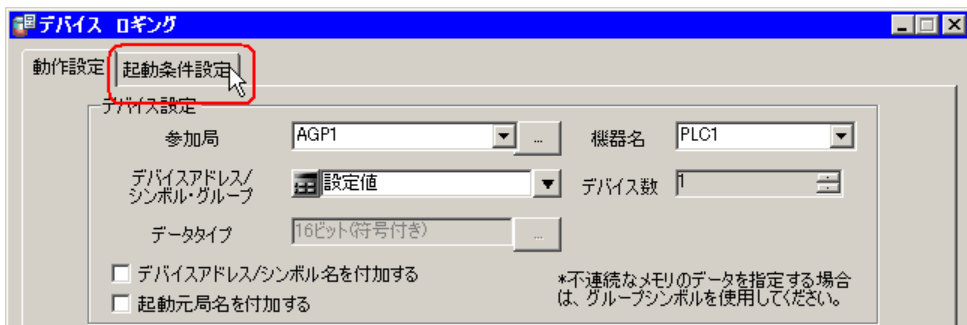 デバイス ロギング
動作設定 起動条件設定
デバイス設定
参加局 AGP1 ... 機器名 PLC1
デバイスアドレス/
シンボル・グループ 設定値 デバイス数 1
データタイプ 16ビット(符号付き) ...
デバイスアドレス/シンボル名を付加する
起動元局名を付加する
*不連続なメモリのデータを指定する場合
は、グループシンボルを使用してください。